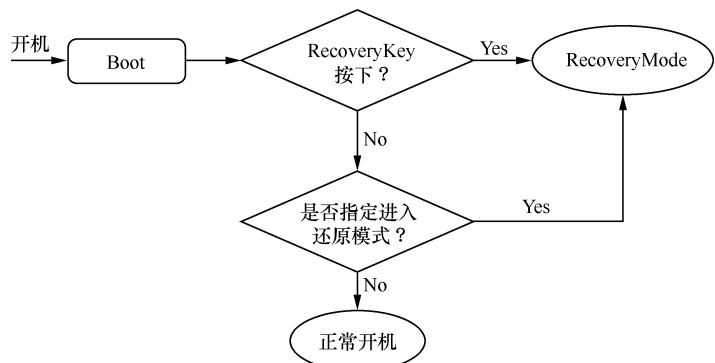 开机
Boot
RecoveryKey
按下？
Yes
RecoveryMode
No
是否指定进入
还原模式？
Yes
No
正常开机